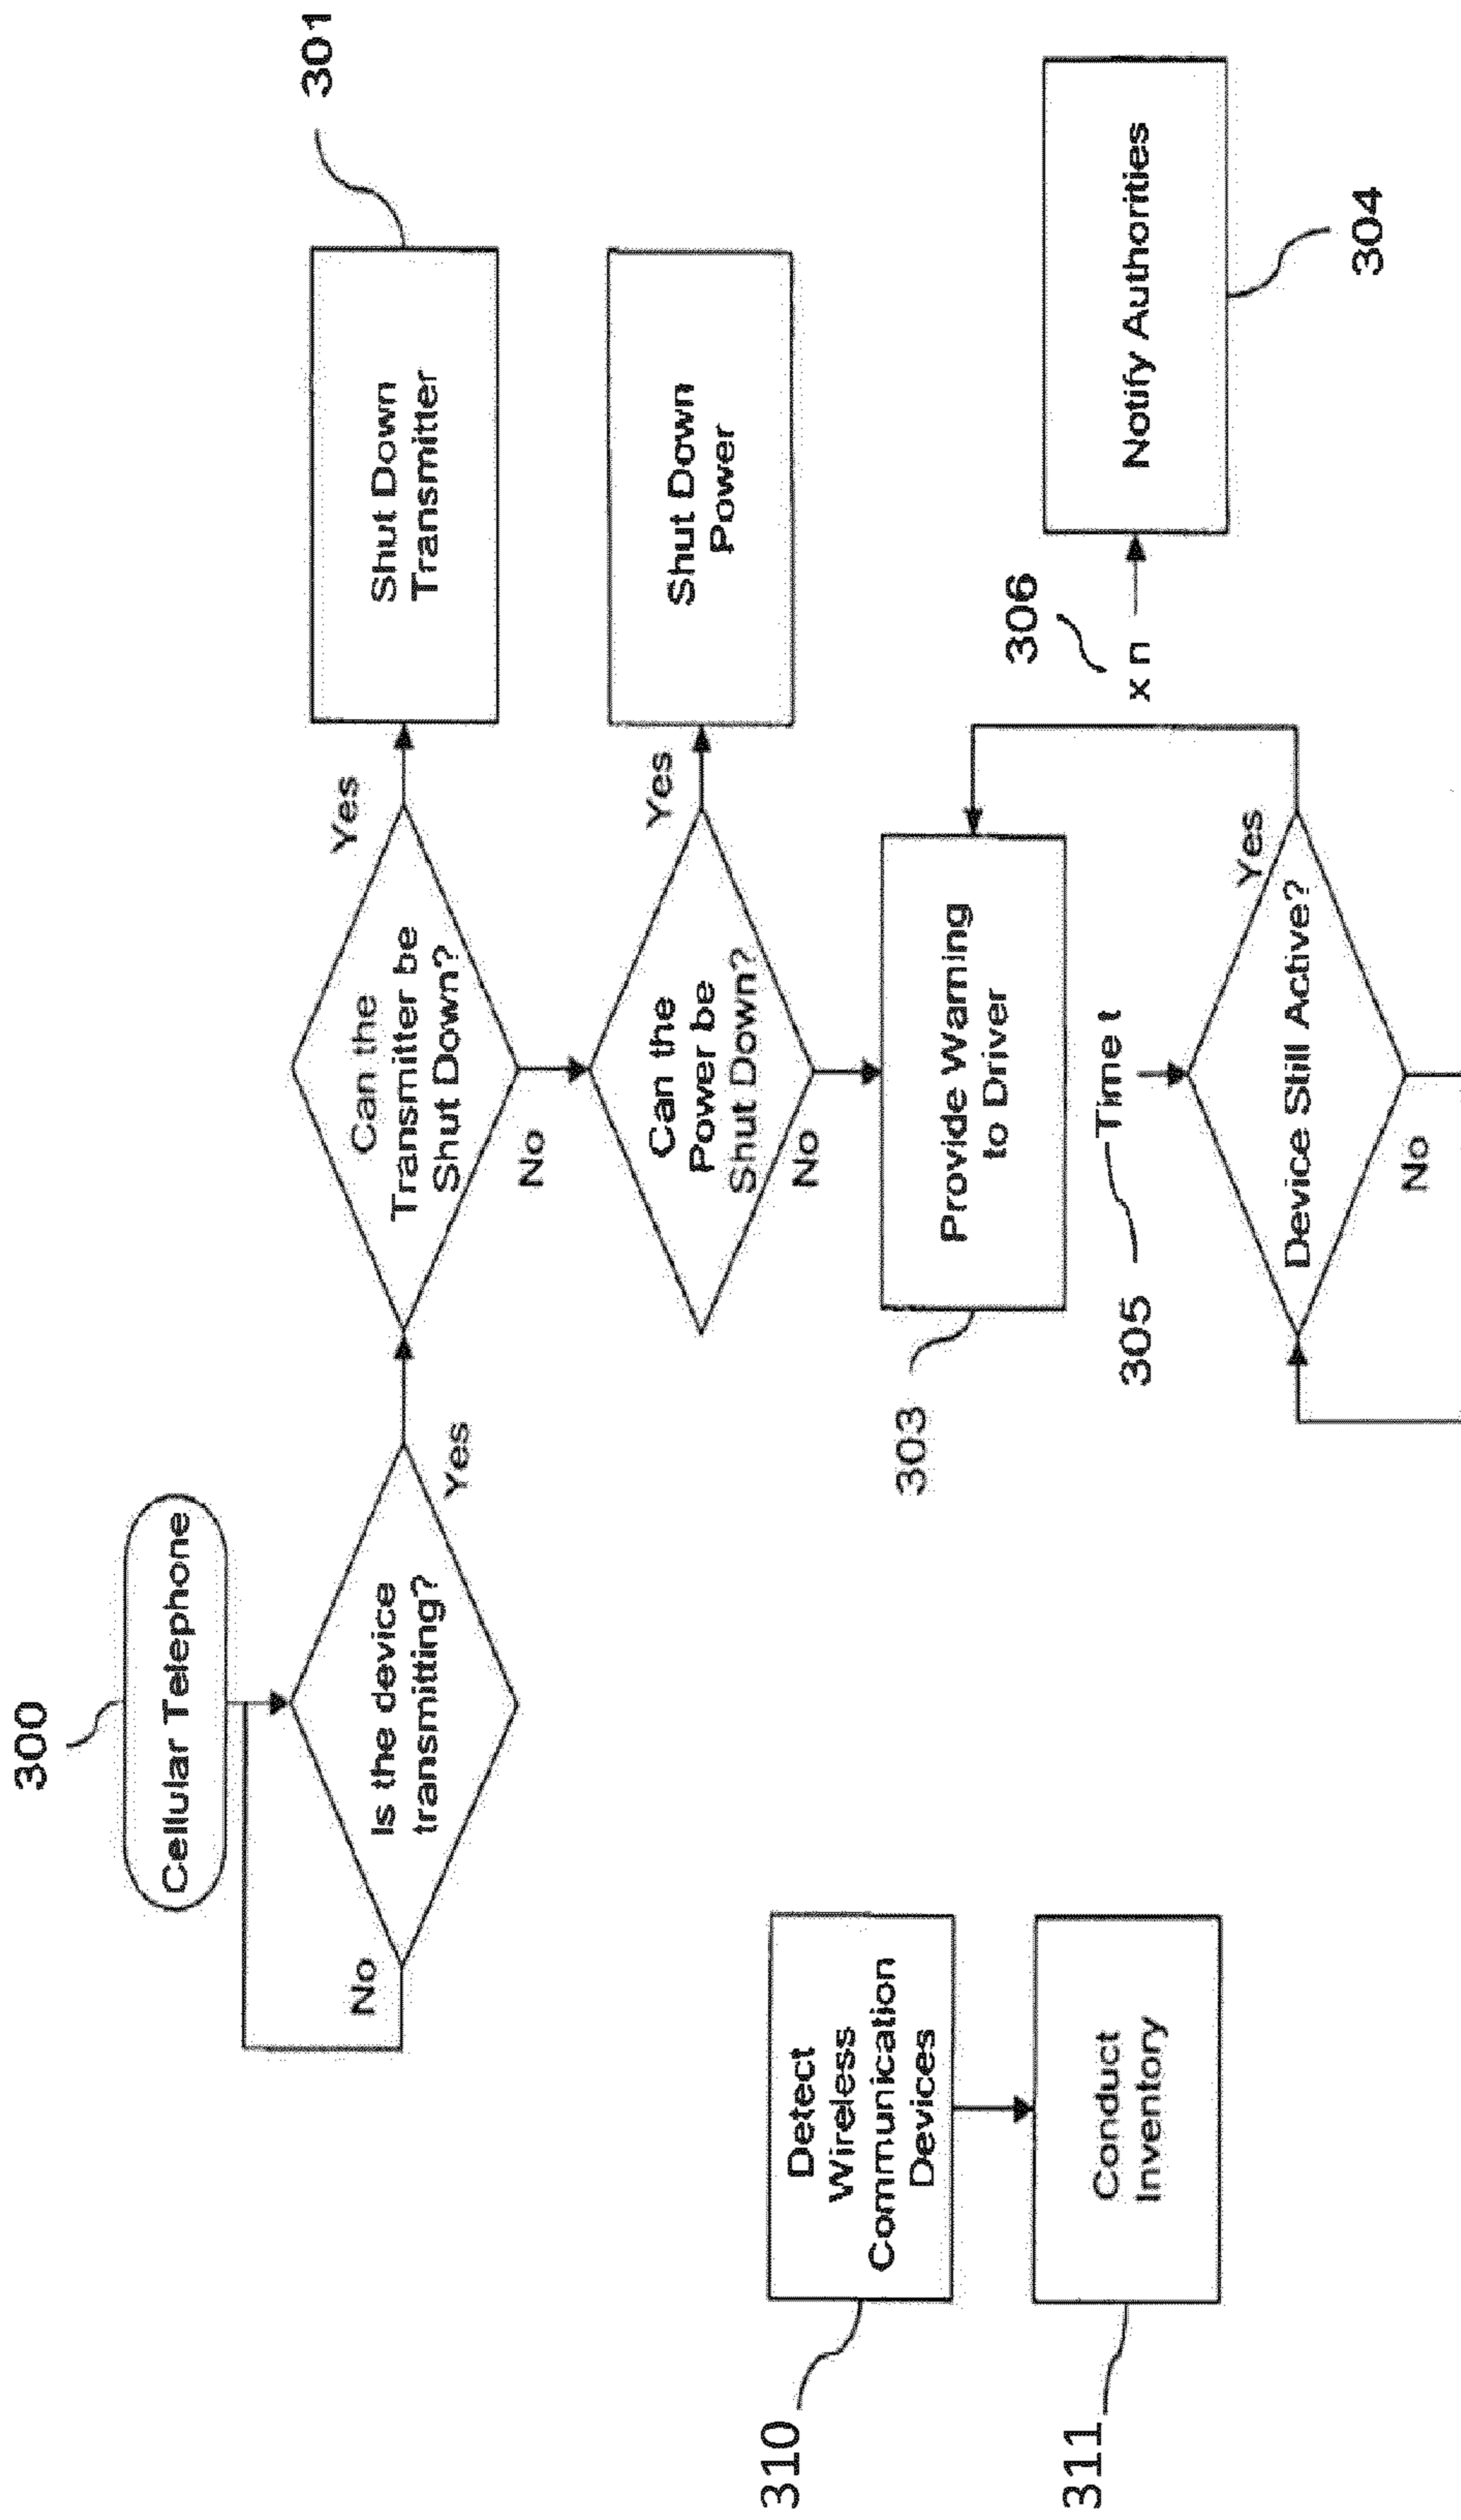 300
Cellular Telephone
Is the device
transmitting?
No
Yes
Can the
Transmitter be
Shut Down?
Yes
No
Shut Down
Transmitter
301
Can the
Power be
Shut Down?
Yes
No
Shut Down
Power
Provide Warning
to Driver
303
305
Time t
Device Still Active?
Yes
No
306
x n
Notify Authorities
304
Detect
Wireless
Communication
Devices
310
Conduct
Inventory
311